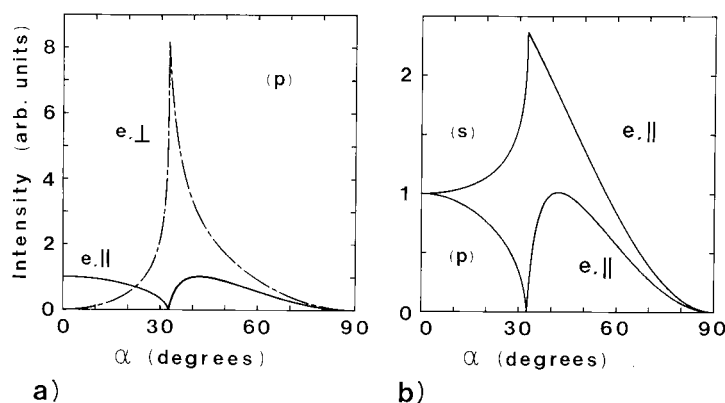 Intensity (arb. units)
8
6
4
2
0
(p)
e,⊥
e,||
0 30 60 90
α (degrees)
a)
2
1
0
(s)
(p)
e,||
e,||
0 30 60 90
α (degrees)
b)